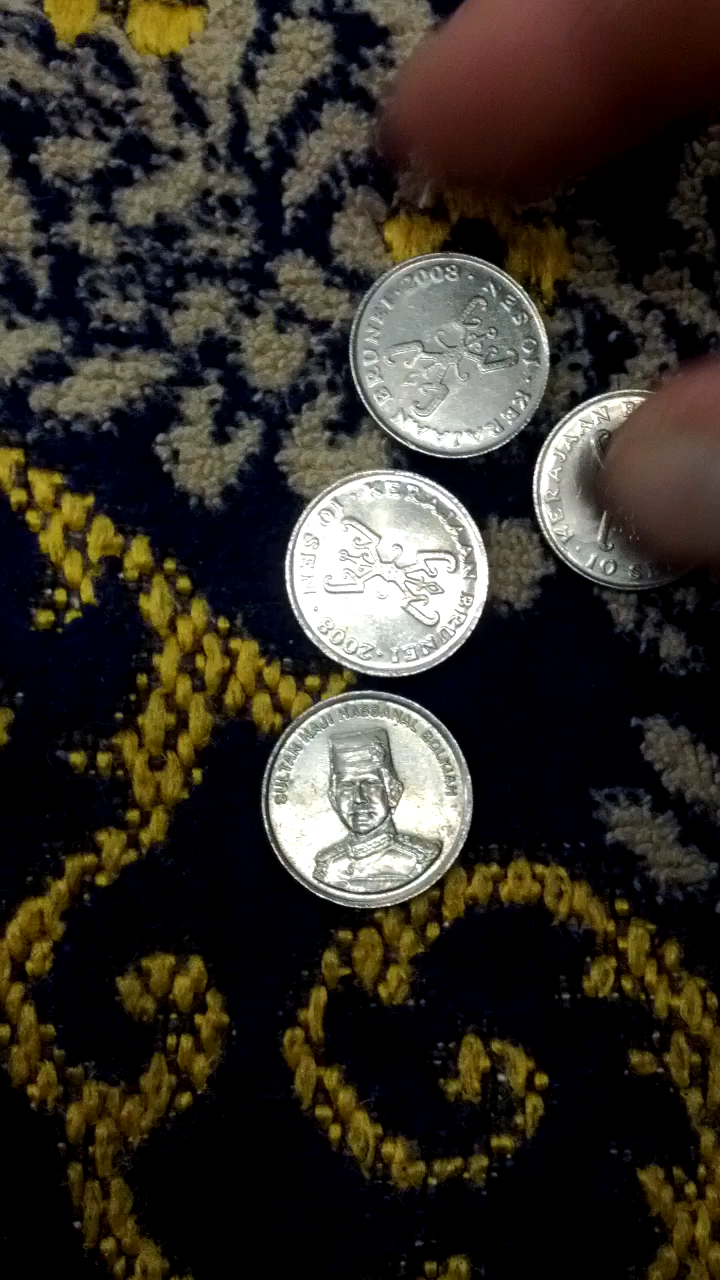 KERAJAAN BRUNEI · 2008 · SEN 10 ·
KERAJAAN
SEN 10 ·
KERAJAAN BRUNEI · 2008 · SEN 10 ·
SULTAN HAJI HASSANAL BOLKIAH